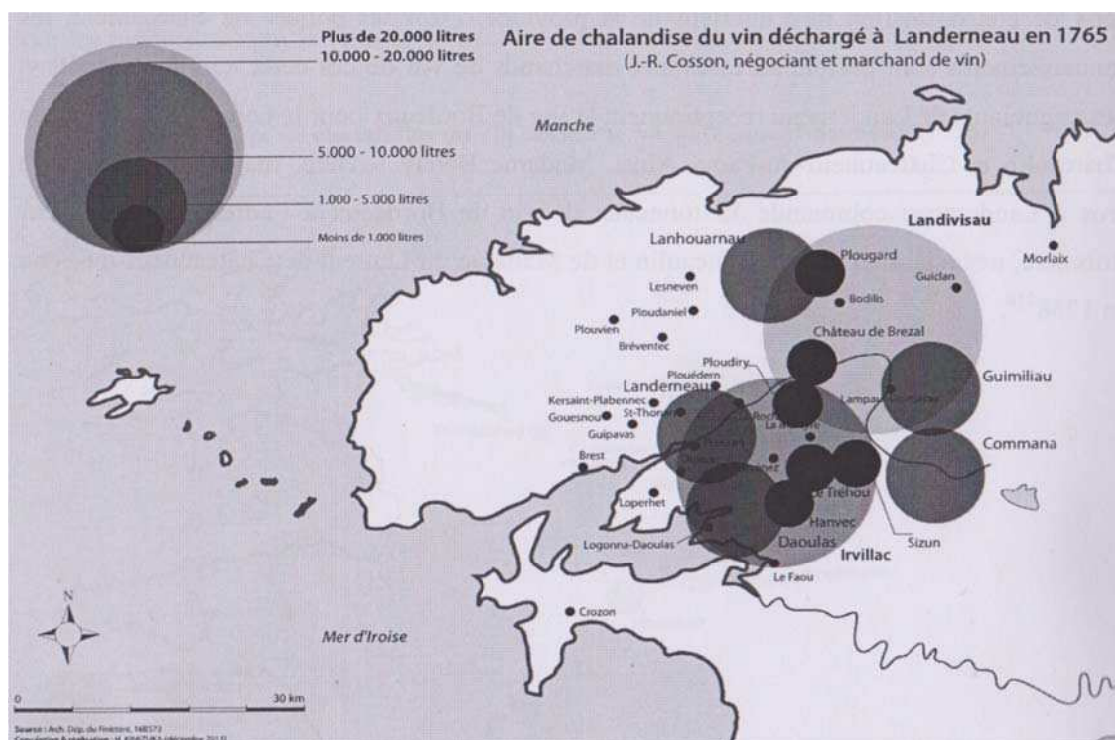 Plus de 20.000 litres
10.000 - 20.000 litres
5.000 - 10.000 litres
1.000 - 5.000 litres
Moins de 1.000 litres
Aire de chalandise du vin déchargé à Landerneau en 1765
(J.-R. Cosson, négociant et marchand de vin)
Manche
Landivisau
Morlaix
Lanhouarnau
Plougard
Guiclan
Lesneven
Bodilis
Ploudaniel
Plouvien
Château de Brezal
Bréventec
Ploudiry
Plouédern
Guimiliau
Landerneau
Kersaint-Plabennec
St-Thonan
Gouesnou
Guipavas
Commana
Brest
Loperhet
Le Tréhou
Hanvec
Sizun
Logonna-Daoulas
Daoulas
Irvillac
Le Faou
Crozon
Mer d'Iroise
N
0
30 km
Source : Arch. Dép. du Finistère, 16B573